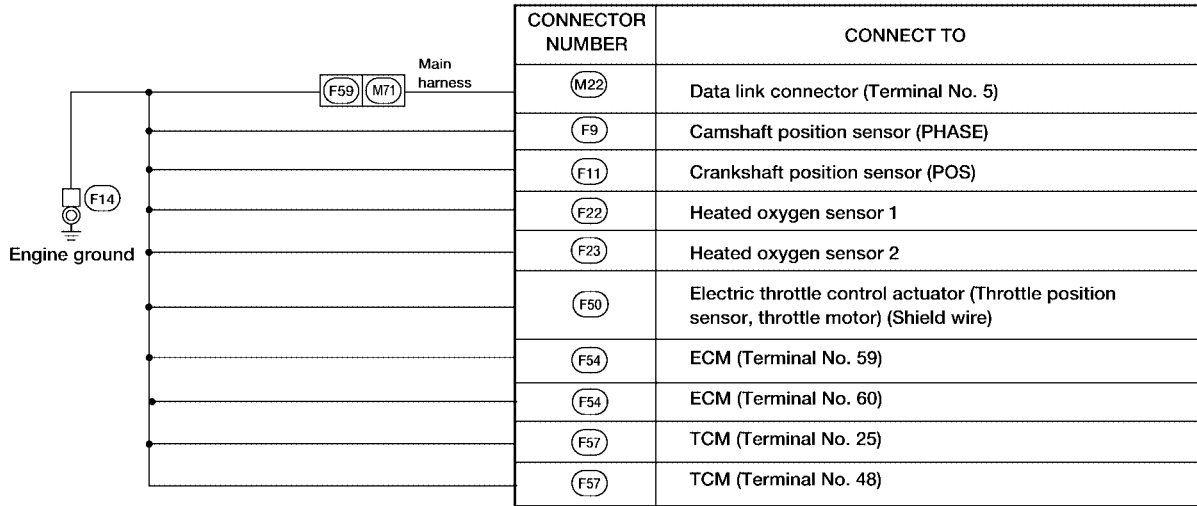 CONNECTOR
NUMBER
CONNECT TO
Main
harness
F59 M71
M22
Data link connector (Terminal No. 5)
F9
Camshaft position sensor (PHASE)
F11
Crankshaft position sensor (POS)
F14
Engine ground
F22
Heated oxygen sensor 1
F23
Heated oxygen sensor 2
F50
Electric throttle control actuator (Throttle position
sensor, throttle motor) (Shield wire)
F54
ECM (Terminal No. 59)
F54
ECM (Terminal No. 60)
F57
TCM (Terminal No. 25)
F57
TCM (Terminal No. 48)